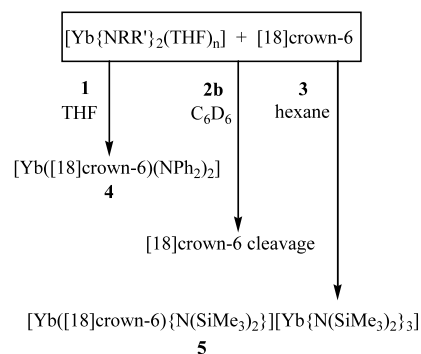 [Yb{NRR'}₂(THF)ₙ] + [18]crown-6
1 2b 3
THF C₆D₆ hexane
[Yb([18]crown-6)(NPh₂)₂]
4
[18]crown-6 cleavage
[Yb([18]crown-6){N(SiMe₃)₂}][Yb{N(SiMe₃)₂}₃]
5